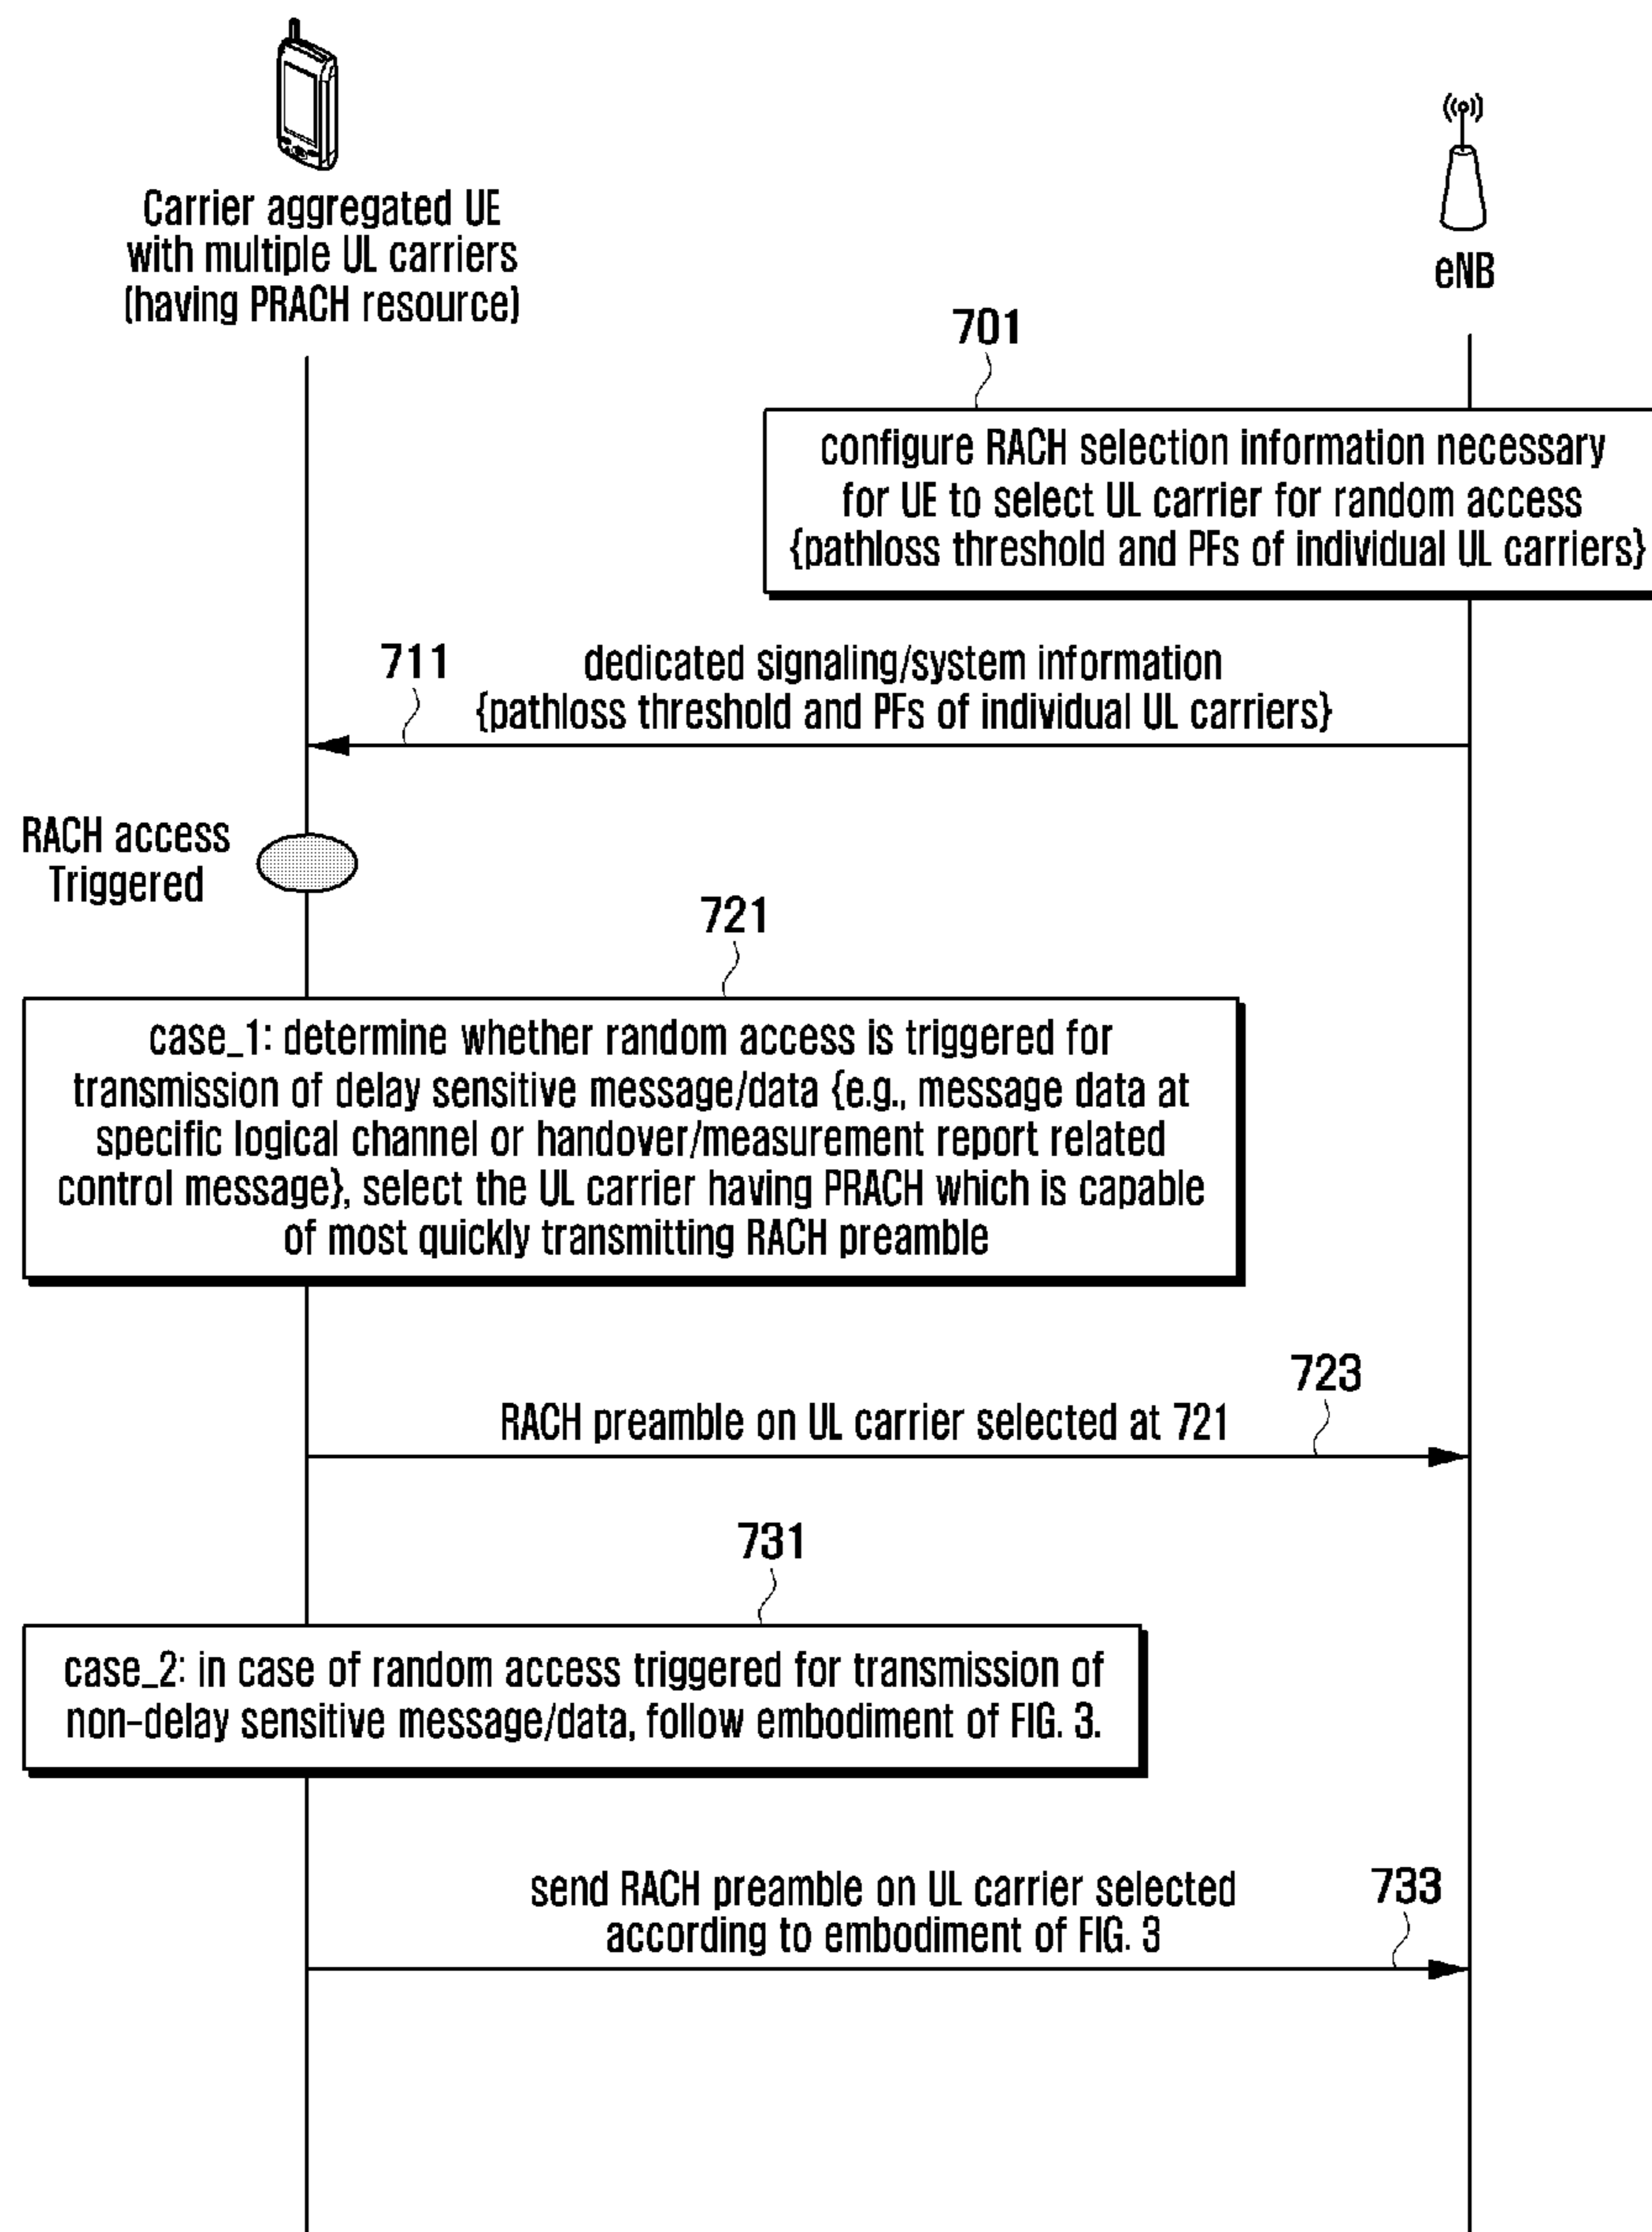 Carrier aggregated UE
with multiple UL carriers
(having PRACH resource)
eNB
701
configure RACH selection information necessary
for UE to select UL carrier for random access
{pathloss threshold and PFs of individual UL carriers}
711
dedicated signaling/system information
{pathloss threshold and PFs of individual UL carriers}
RACH access
Triggered
721
case_1: determine whether random access is triggered for
transmission of delay sensitive message/data {e.g., message data at
specific logical channel or handover/measurement report related
control message}, select the UL carrier having PRACH which is capable
of most quickly transmitting RACH preamble
723
RACH preamble on UL carrier selected at 721
731
case_2: in case of random access triggered for transmission of
non-delay sensitive message/data, follow embodiment of FIG. 3.
send RACH preamble on UL carrier selected
according to embodiment of FIG. 3
733